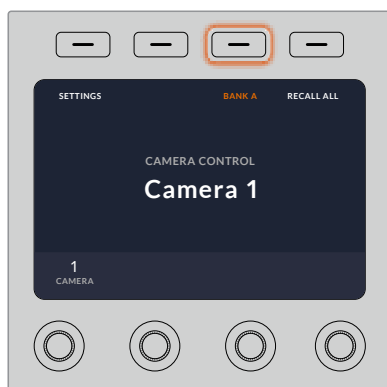 SETTINGS BANK A RECALL ALL
CAMERA CONTROL
Camera 1
1
CAMERA